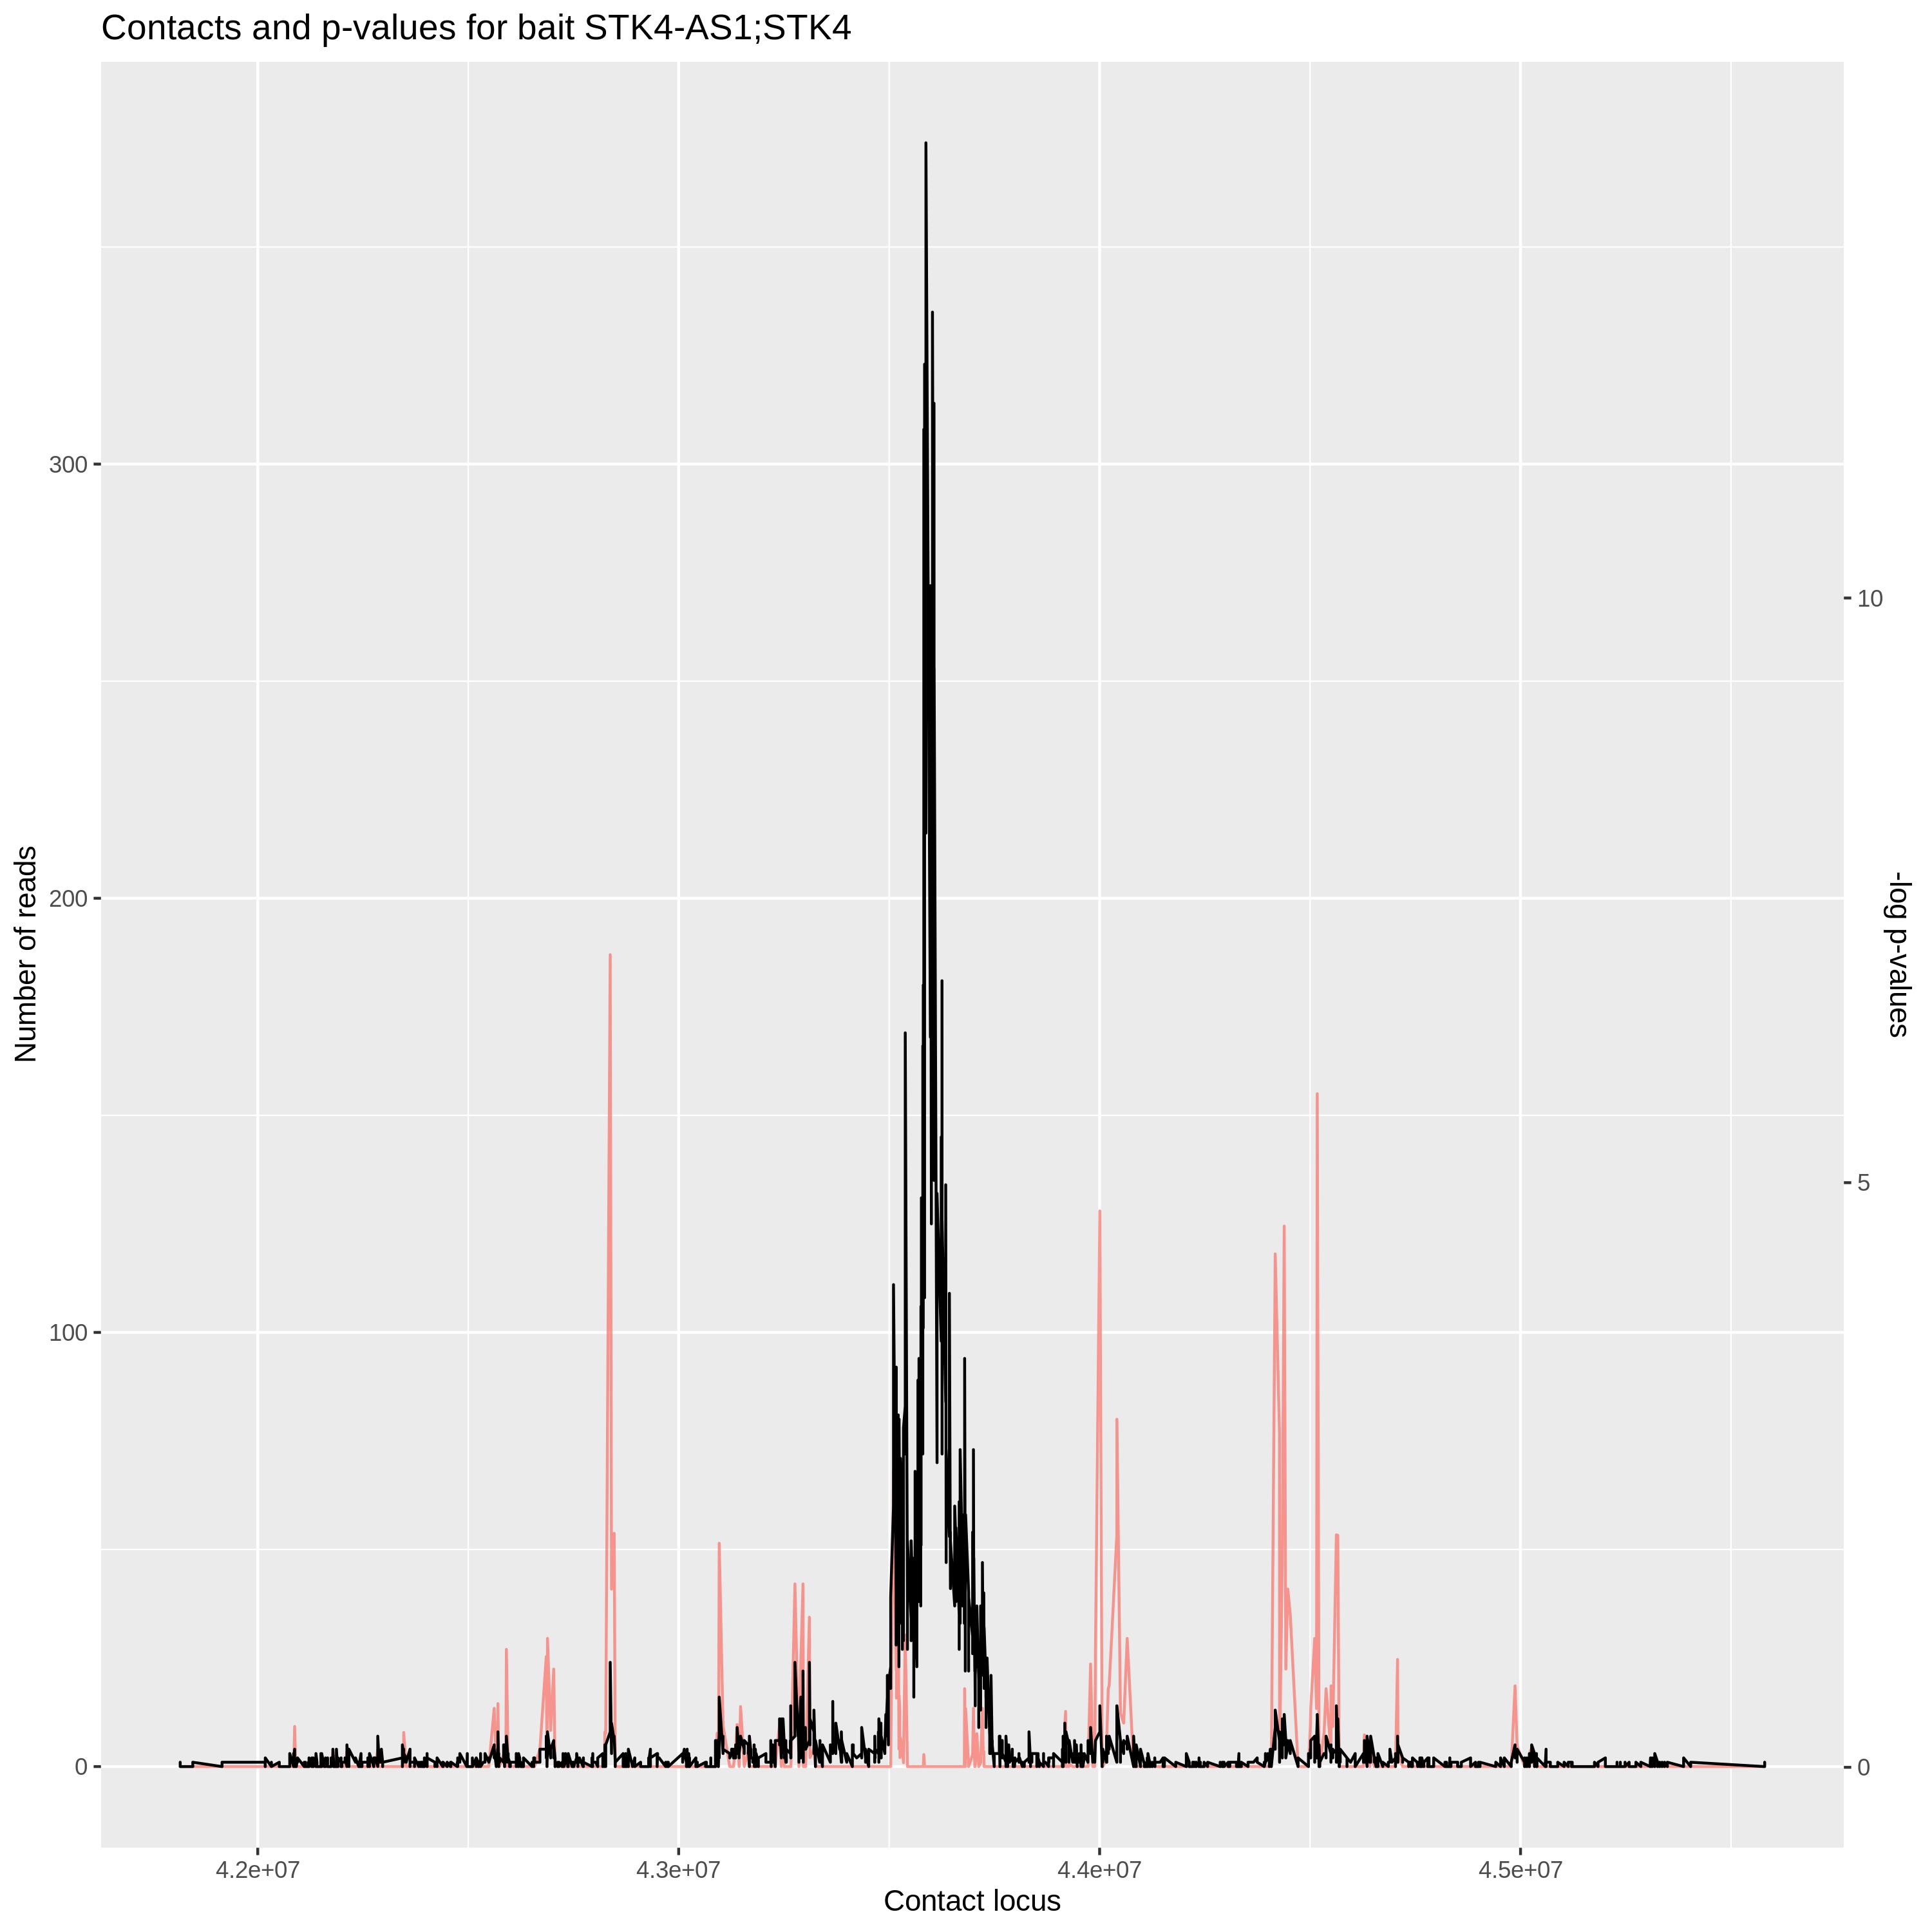 Contacts and p-values for bait STK4-AS1;STK4
300
200
100
0
Number of reads
10
5
0
-log p-values
4.2e+07
4.3e+07
4.4e+07
4.5e+07
Contact locus